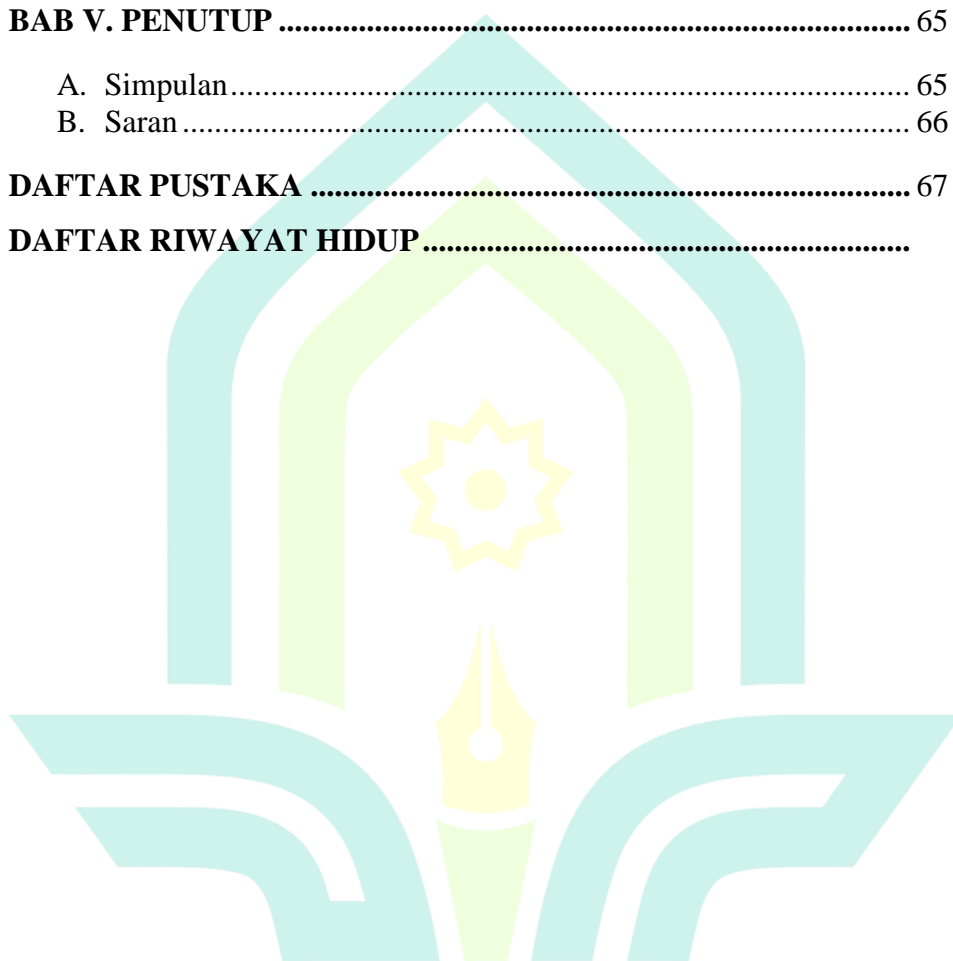 BAB V. PENUTUP .................................................................................. 65
A. Simpulan........................................................................................ 65
B. Saran .............................................................................................. 66
DAFTAR PUSTAKA .............................................................................. 67
DAFTAR RIWAYAT HIDUP................................................................